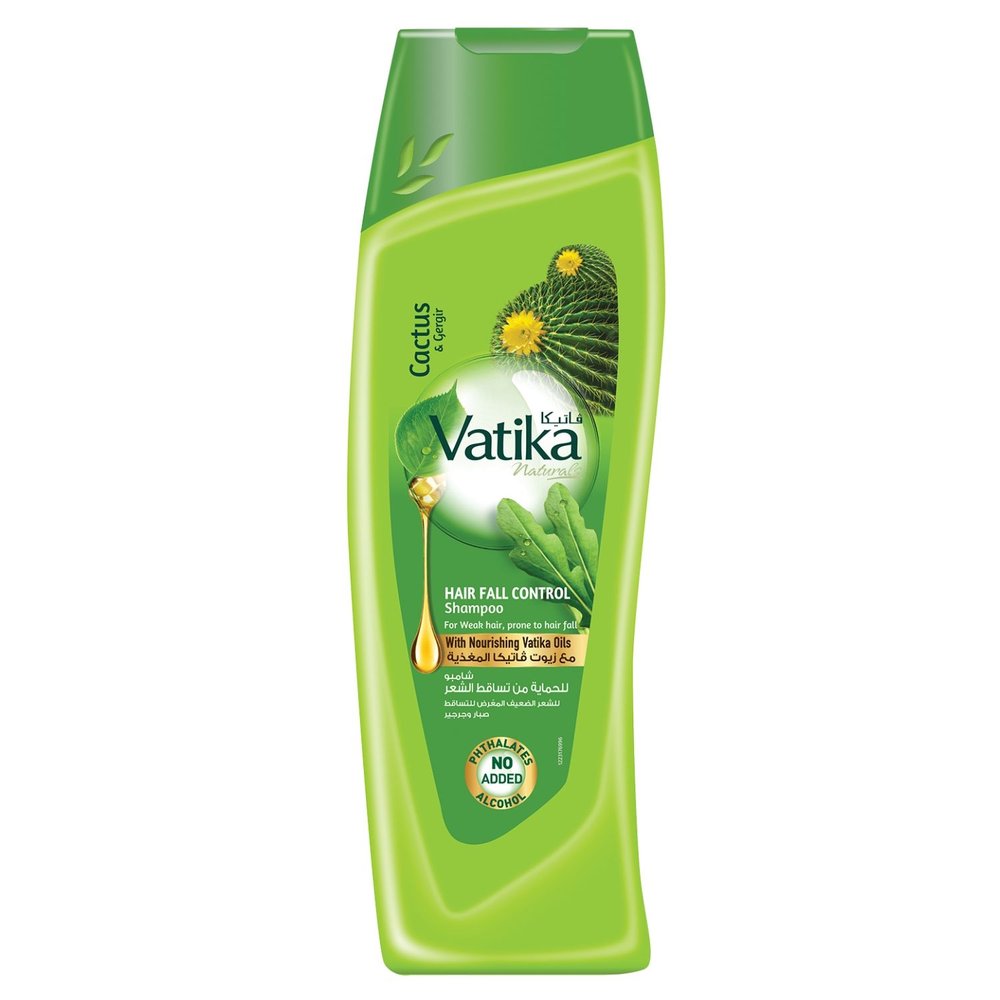 Cactus
& Gergir
ڤاتيكا
Vatika
Naturals
HAIR FALL CONTROL
Shampoo
For Weak hair, prone to hair fall
With Nourishing Vatika Oils
مع زيوت ڤاتيكا المغذية
شامبو
للحماية من تساقط الشعر
للشعر الضعيف المعرض للتساقط
صبار وجرجير
PHTHALATES
NO
ADDED
ALCOHOL